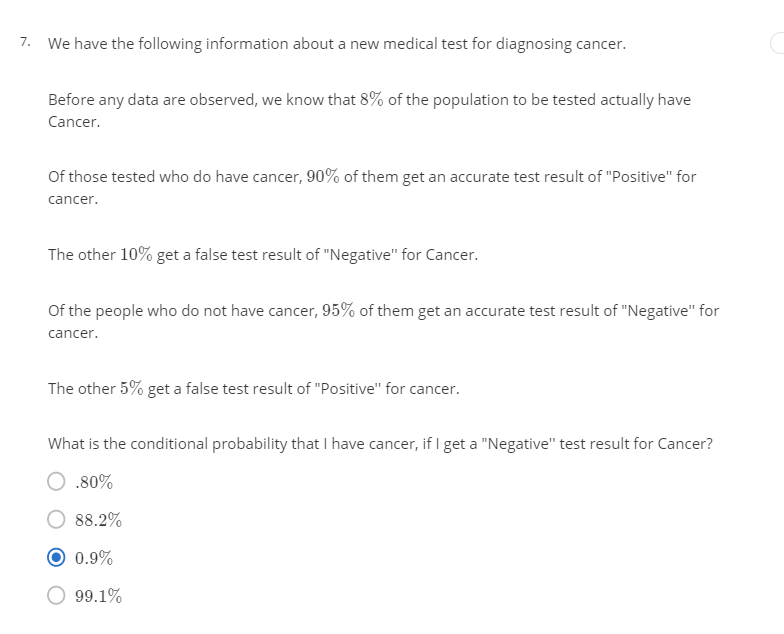 7. We have the following information about a new medical test for diagnosing cancer.
Before any data are observed, we know that 8% of the population to be tested actually have
Cancer.
Of those tested who do have cancer, 90% of them get an accurate test result of "Positive" for
cancer.
The other 10% get a false test result of "Negative" for Cancer.
Of the people who do not have cancer, 95% of them get an accurate test result of "Negative" for
cancer.
The other 5% get a false test result of "Positive" for cancer.
What is the conditional probability that I have cancer, if I get a "Negative" test result for Cancer?
.80%
88.2%
0.9%
99.1%